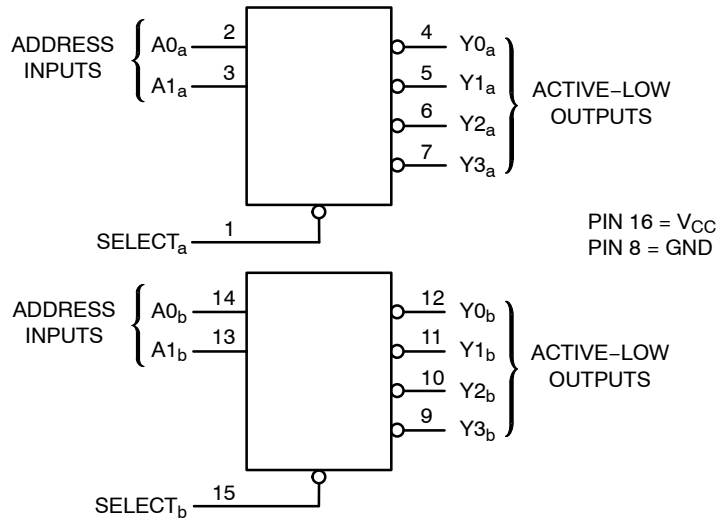 ADDRESS
INPUTS
A0a
2
A1a
3
4
Y0a
5
Y1a
6
Y2a
7
Y3a
ACTIVE–LOW
OUTPUTS
SELECTa
1
PIN 16 = VCC
PIN 8 = GND
ADDRESS
INPUTS
A0b
14
A1b
13
12
Y0b
11
Y1b
10
Y2b
9
Y3b
ACTIVE–LOW
OUTPUTS
SELECTb
15